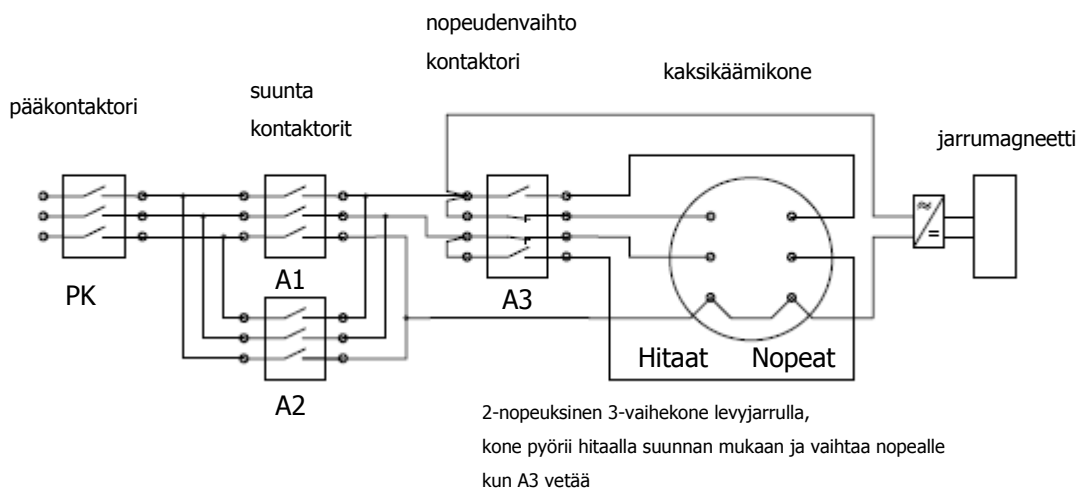 nopeudenvaihto
kontaktori
kaksikäämikone
suunta
kontaktorit
pääkontaktori
jarrumagneetti
PK
A1
A3
A2
Hitaat
Nopeat
2-nopeuksinen 3-vaihekone levyjarrulla,
kone pyörii hitaalla suunnan mukaan ja vaihtaa nopealle
kun A3 vetää